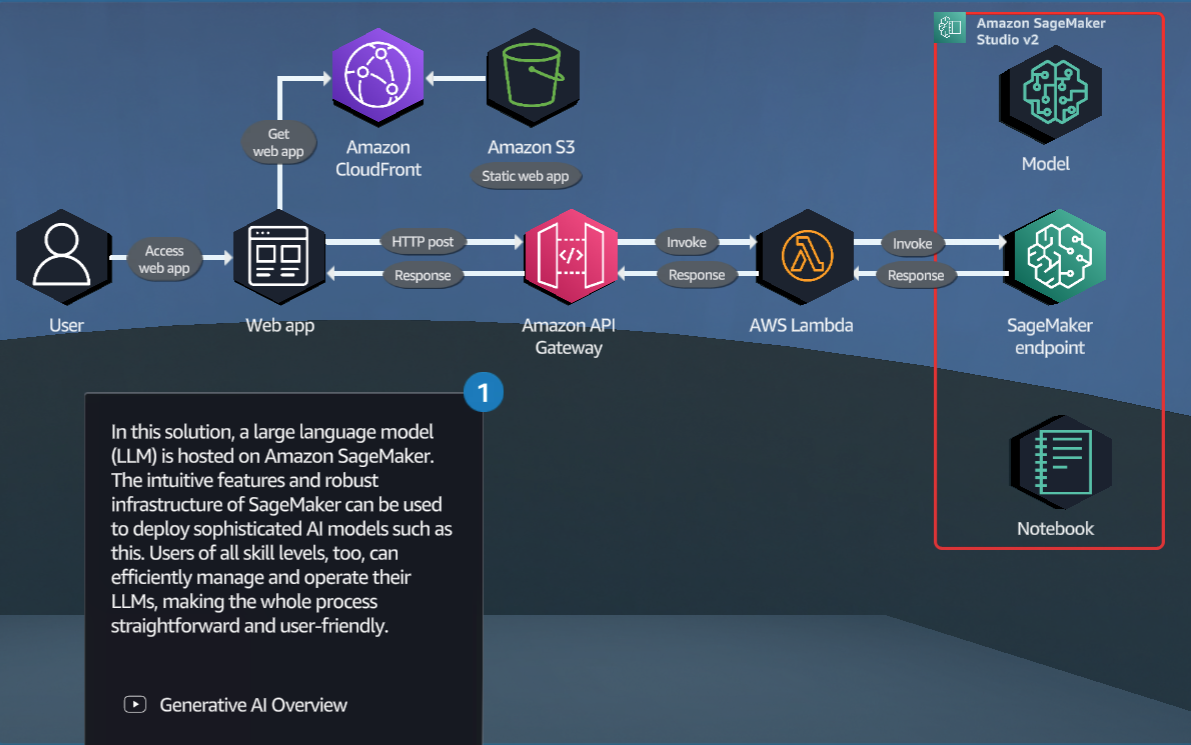 Amazon SageMaker
Studio v2
Get
web app
Amazon
CloudFront
Amazon S3
Static web app
Model
Access
web app
HTTP post
Response
Invoke
Response
Invoke
Response
User
Web app
Amazon API
Gateway
AWS Lambda
SageMaker
endpoint
1
In this solution, a large language model
(LLM) is hosted on Amazon SageMaker.
The intuitive features and robust
infrastructure of SageMaker can be used
to deploy sophisticated AI models such as
this. Users of all skill levels, too, can
efficiently manage and operate their
LLMs, making the whole process
straightforward and user-friendly.
Generative AI Overview
Notebook